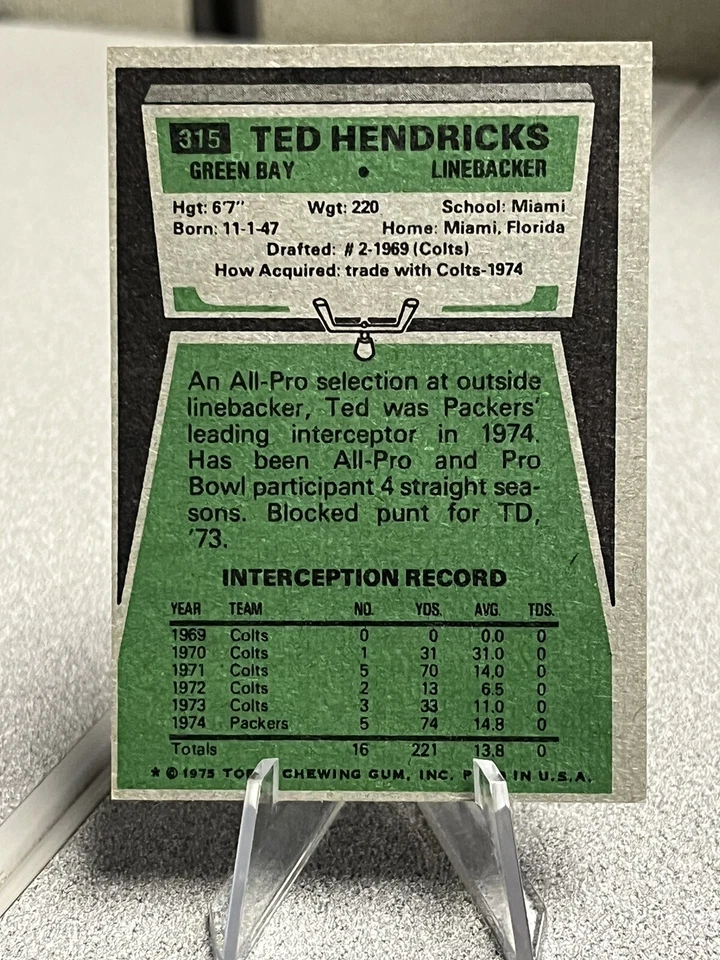 315 TED HENDRICKS
GREEN BAY • LINEBACKER
Hgt: 6'7" Wgt: 220 School: Miami
Born: 11-1-47 Home: Miami, Florida
Drafted: # 2-1969 (Colts)
How Acquired: trade with Colts-1974
An All-Pro selection at outside
linebacker, Ted was Packers'
leading interceptor in 1974.
Has been All-Pro and Pro
Bowl participant 4 straight sea-
sons. Blocked punt for TD,
'73.
INTERCEPTION RECORD
YEAR TEAM NO. YDS. AVG. TDS.
1969 Colts 0 0 0.0 0
1970 Colts 1 31 31.0 0
1971 Colts 5 70 14.0 0
1972 Colts 2 13 6.5 0
1973 Colts 3 33 11.0 0
1974 Packers 5 74 14.8 0
Totals 16 221 13.8 0
* © 1975 CHEWING GUM, INC. IN U.S.A.